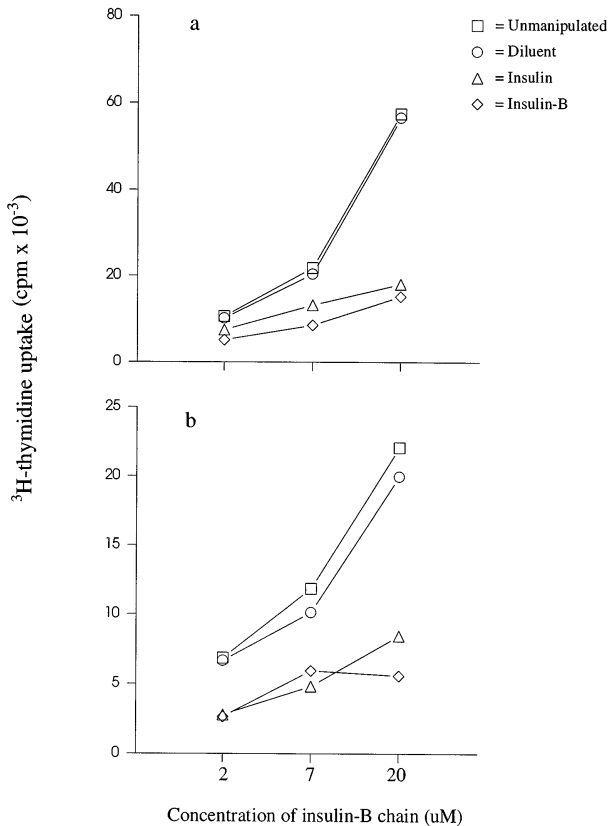 80
a
60
40
20
0
□ = Unmanipulated
○ = Diluent
△ = Insulin
◇ = Insulin-B
³H-thymidine uptake (cpm x 10⁻³)
25
b
20
15
10
5
0
2 7 20
Concentration of insulin-B chain (uM)